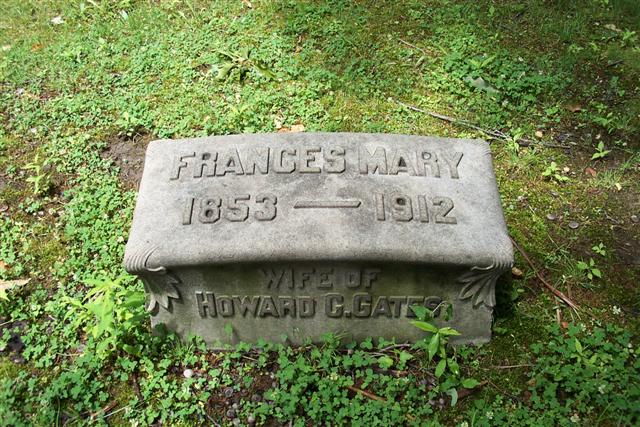 FRANCES MARY
1853 — 1912
WIFE OF
HOWARD C. GATES.